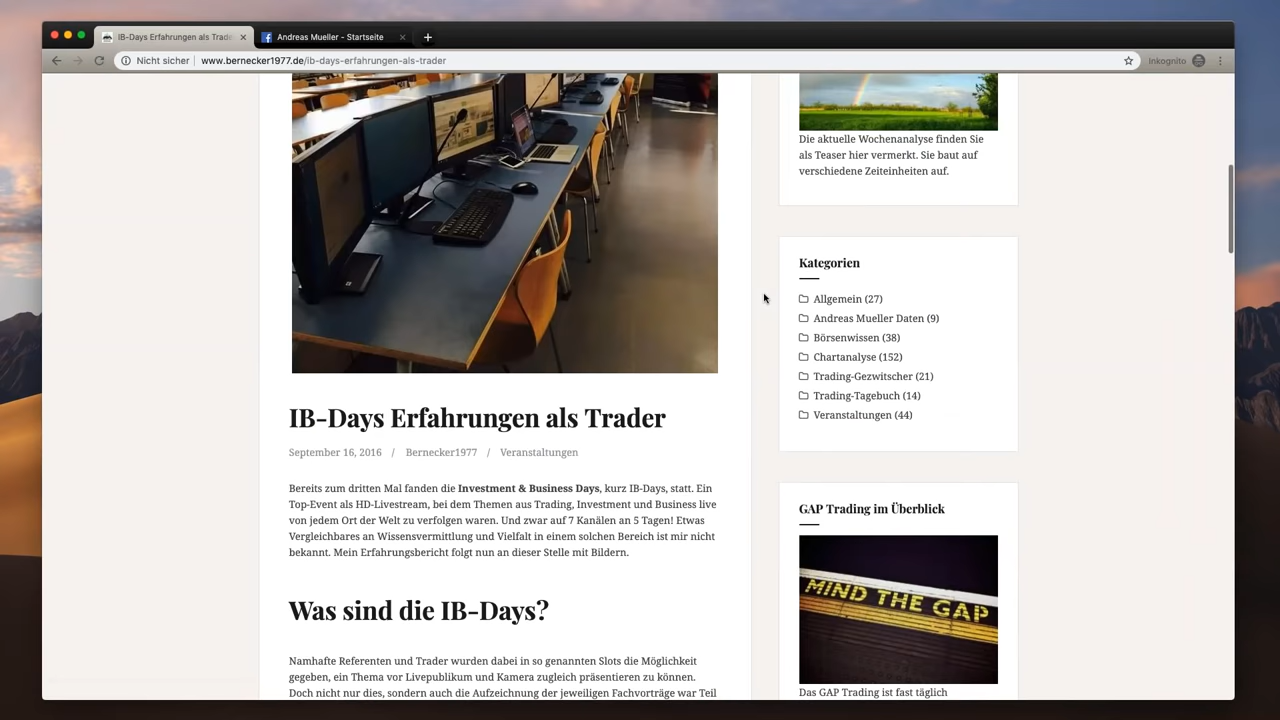 IB-Days Erfahrungen als Trade
Andreas Mueller - Startseite
Nicht sicher
www.bernecker1977.de/ib-days-erfahrungen-als-trader
Inkognito
IB-Days Erfahrungen als Trader
September 16, 2016 / Bernecker1977 / Veranstaltungen
Bereits zum dritten Mal fanden die Investment & Business Days, kurz IB-Days, statt. Ein
Top-Event als HD-Livestream, bei dem Themen aus Trading, Investment und Business live
von jedem Ort der Welt zu verfolgen waren. Und zwar auf 7 Kanälen an 5 Tagen! Etwas
Vergleichbares an Wissensvermittlung und Vielfalt in einem solchen Bereich ist mir nicht
bekannt. Mein Erfahrungsbericht folgt nun an dieser Stelle mit Bildern.
Was sind die IB-Days?
Namhafte Referenten und Trader wurden dabei in so genannten Slots die Möglichkeit
gegeben, ein Thema vor Livepublikum und Kamera zugleich präsentieren zu können.
Doch nicht nur dies, sondern auch die Aufzeichnung der jeweiligen Fachvorträge war Teil
Die aktuelle Wochenanalyse finden Sie
als Teaser hier vermerkt. Sie baut auf
verschiedene Zeiteinheiten auf.
Kategorien
Allgemein (27)
Andreas Mueller Daten (9)
Börsenwissen (38)
Chartanalyse (152)
Trading-Gezwitscher (21)
Trading-Tagebuch (14)
Veranstaltungen (44)
GAP Trading im Überblick
MIND THE GAP
Das GAP Trading ist fast täglich